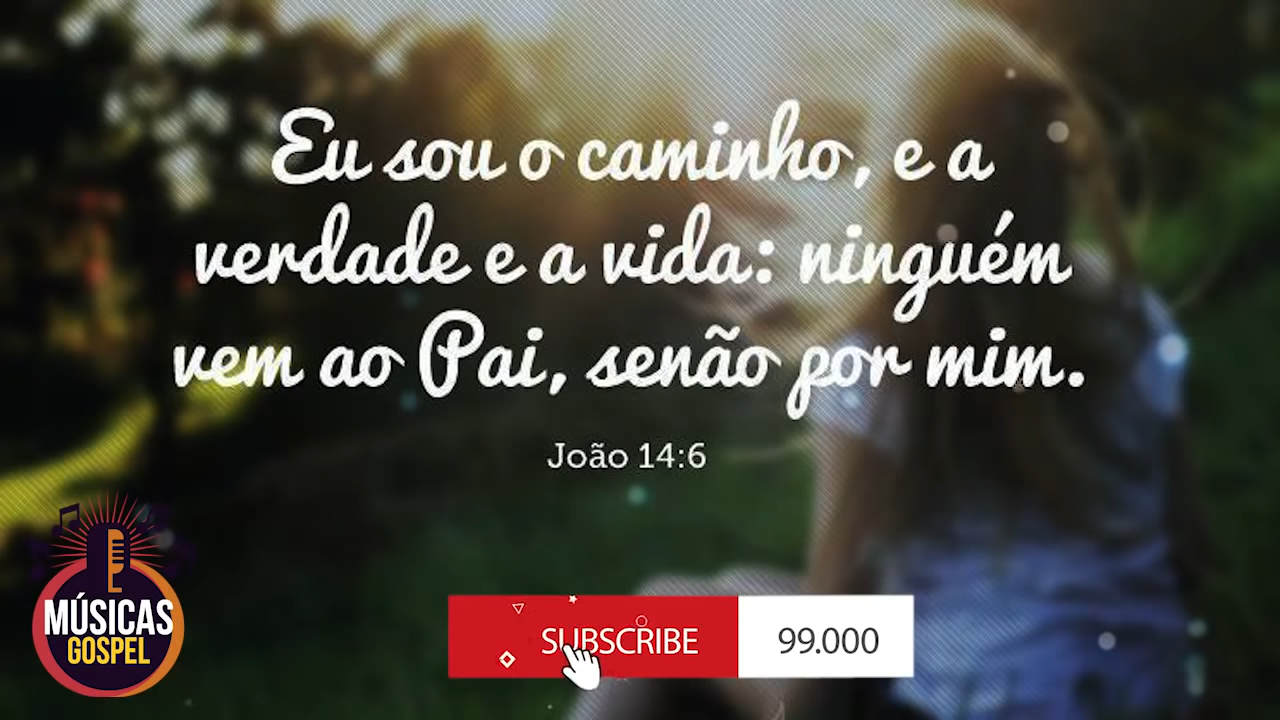 Eu sou o caminho, e a
verdade e a vida: ninguém
vem ao Pai, senão por mim.
João 14:6
MÚSICAS
GOSPEL
SUBSCRIBE 99.000